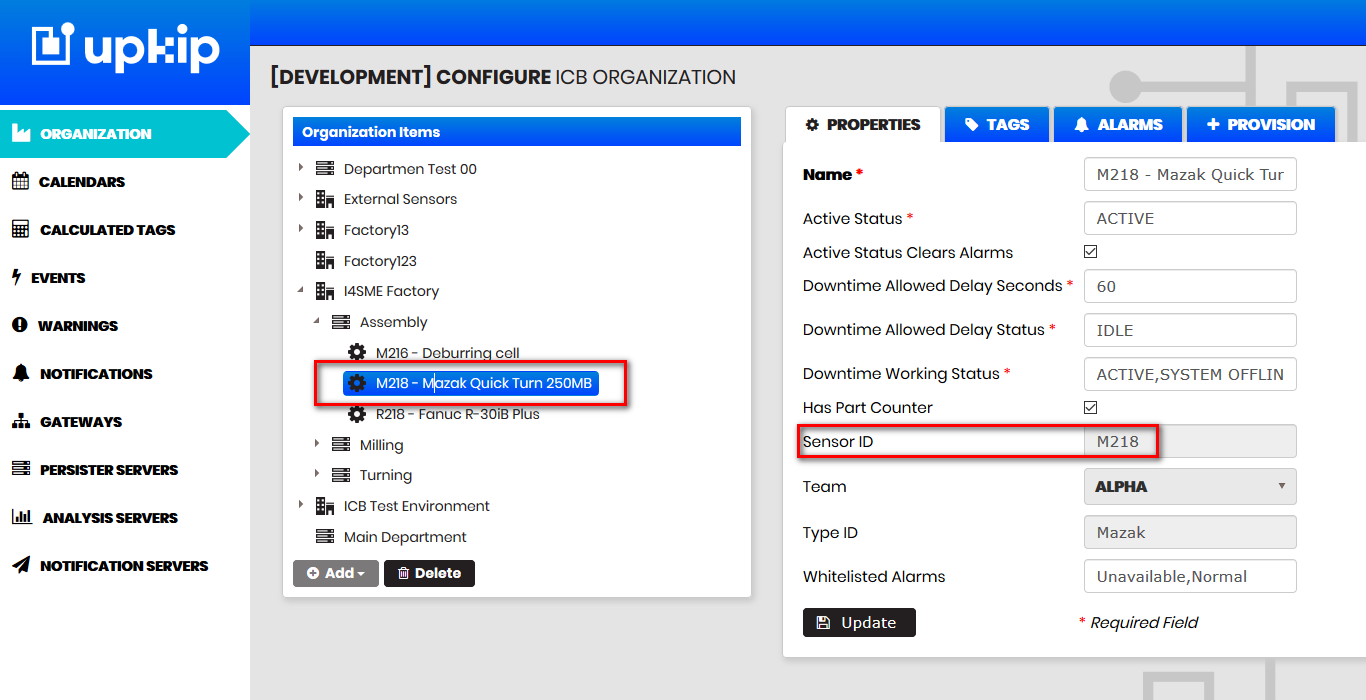 upkip
[DEVELOPMENT] CONFIGURE ICB ORGANIZATION
ORGANIZATION
CALENDARS
CALCULATED TAGS
EVENTS
WARNINGS
NOTIFICATIONS
GATEWAYS
PERSISTER SERVERS
ANALYSIS SERVERS
NOTIFICATION SERVERS
Organization Items
Departmen Test 00
External Sensors
Factory13
Factory123
I4SME Factory
Assembly
M216 - Deburring cell
M218 - Mazak Quick Turn 250MB
R218 - Fanuc R-30iB Plus
Milling
Turning
ICB Test Environment
Main Department
Add Delete
PROPERTIES TAGS ALARMS PROVISION
Name * M218 - Mazak Quick Tur
Active Status * ACTIVE
Active Status Clears Alarms
Downtime Allowed Delay Seconds * 60
Downtime Allowed Delay Status * IDLE
Downtime Working Status * ACTIVE,SYSTEM OFFLIN
Has Part Counter
Sensor ID M218
Team ALPHA
Type ID Mazak
Whitelisted Alarms Unavailable,Normal
Update * Required Field